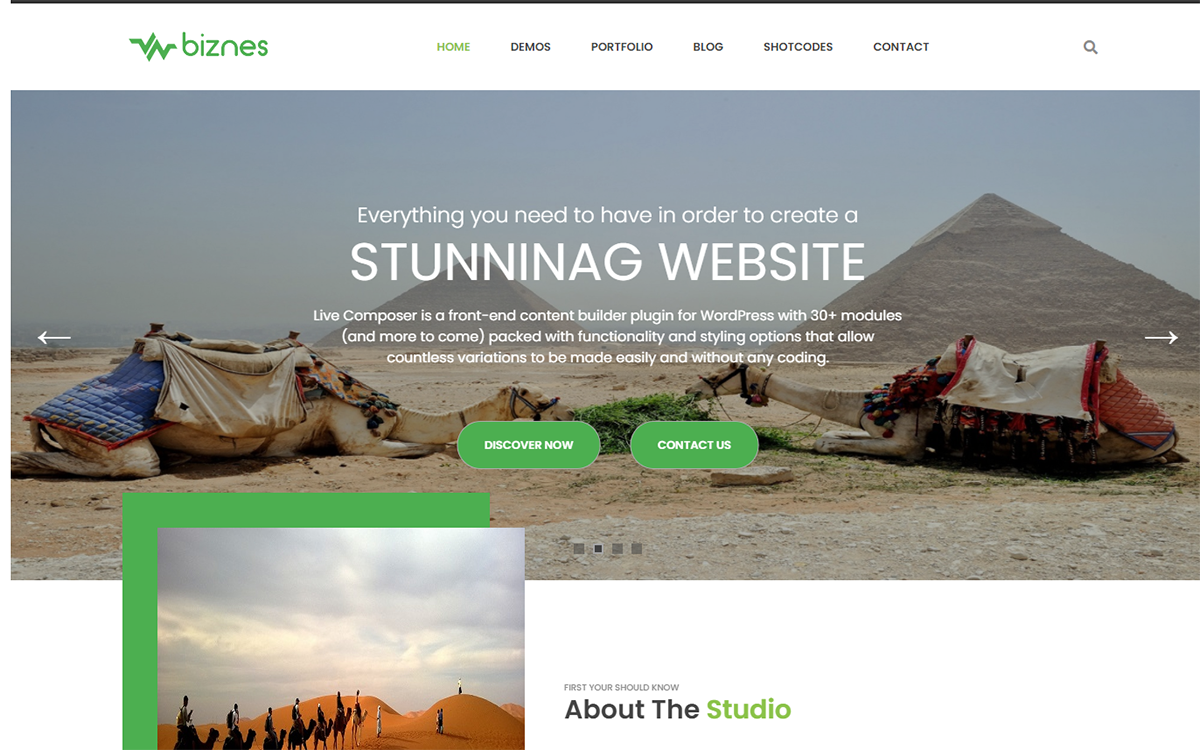 biznes
HOME DEMOS PORTFOLIO BLOG SHOTCODES CONTACT
Everything you need to have in order to create a
STUNNINAG WEBSITE
Live Composer is a front-end content builder plugin for WordPress with 30+ modules
(and more to come) packed with functionality and styling options that allow
countless variations to be made easily and without any coding.
DISCOVER NOW CONTACT US
FIRST YOUR SHOULD KNOW
About The Studio